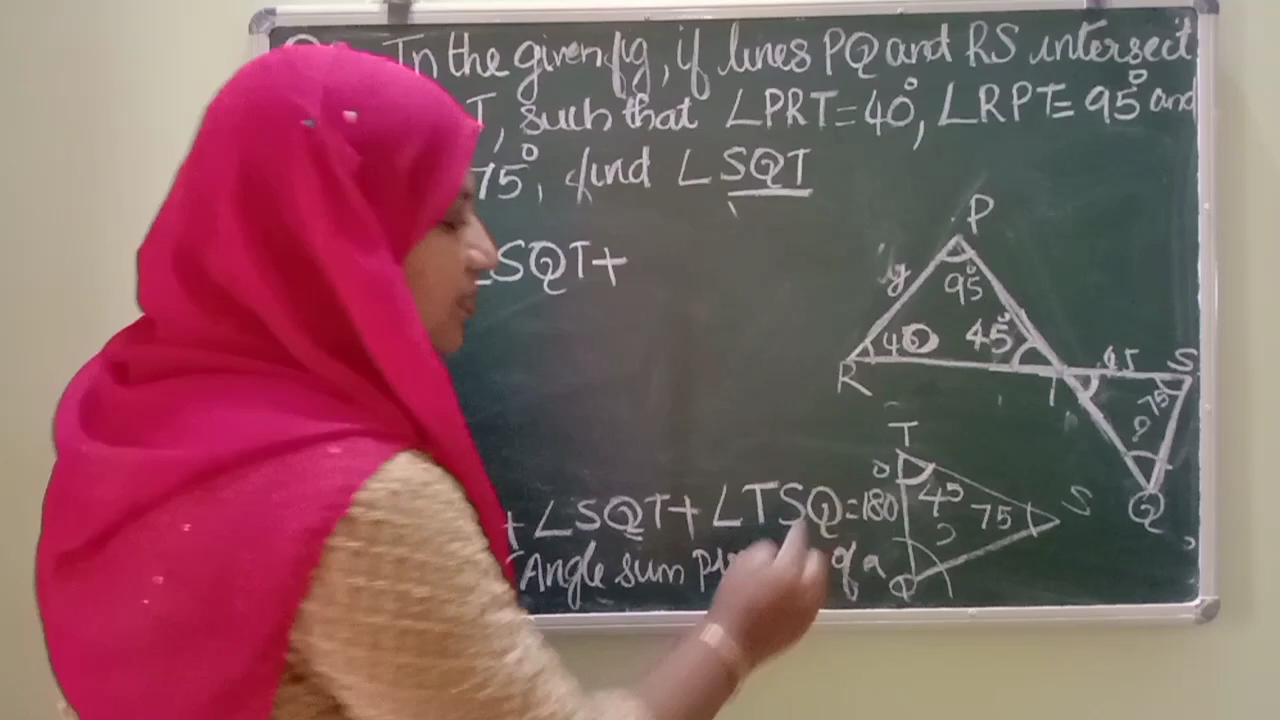 In the given fig, if lines PQ and RS intersect
T, such that ∠PRT=40°, ∠RPT=95° and
75°, find ∠SQT
∠SQT+
P
y
95°
40
45°
R
T
45
S
75
?
Q
T
45
75
S
?
Q
+ ∠SQT+ ∠TSQ=180
(Angle sum of a